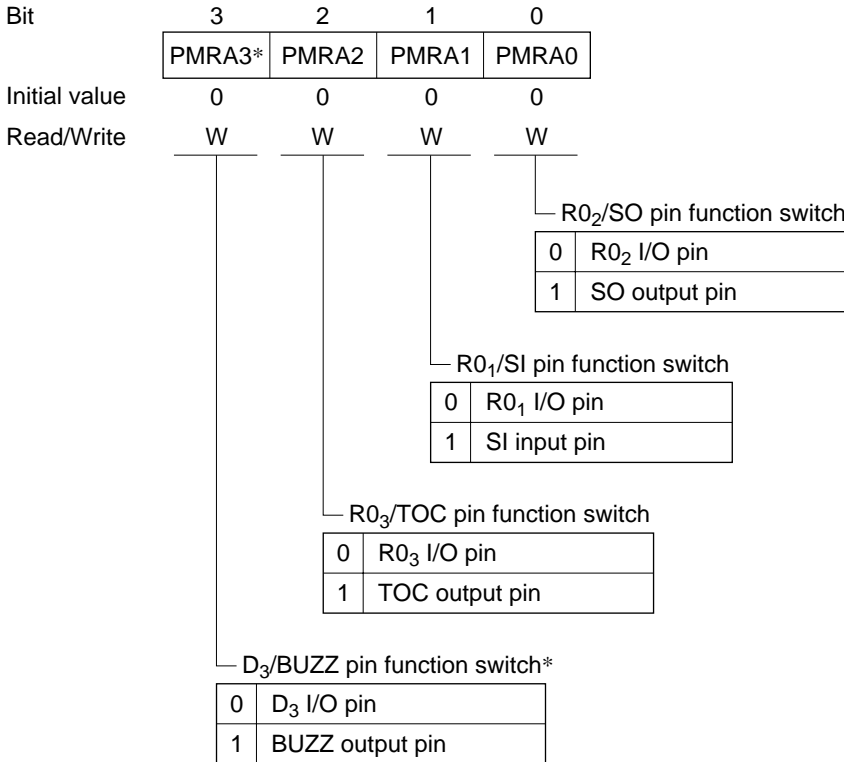 Bit 3 2 1 0
PMRA3* PMRA2 PMRA1 PMRA0
Initial value 0 0 0 0
Read/Write W W W W
R0₂/SO pin function switch
0 R0₂ I/O pin
1 SO output pin
R0₁/SI pin function switch
0 R0₁ I/O pin
1 SI input pin
R0₃/TOC pin function switch
0 R0₃ I/O pin
1 TOC output pin
D₃/BUZZ pin function switch*
0 D₃ I/O pin
1 BUZZ output pin